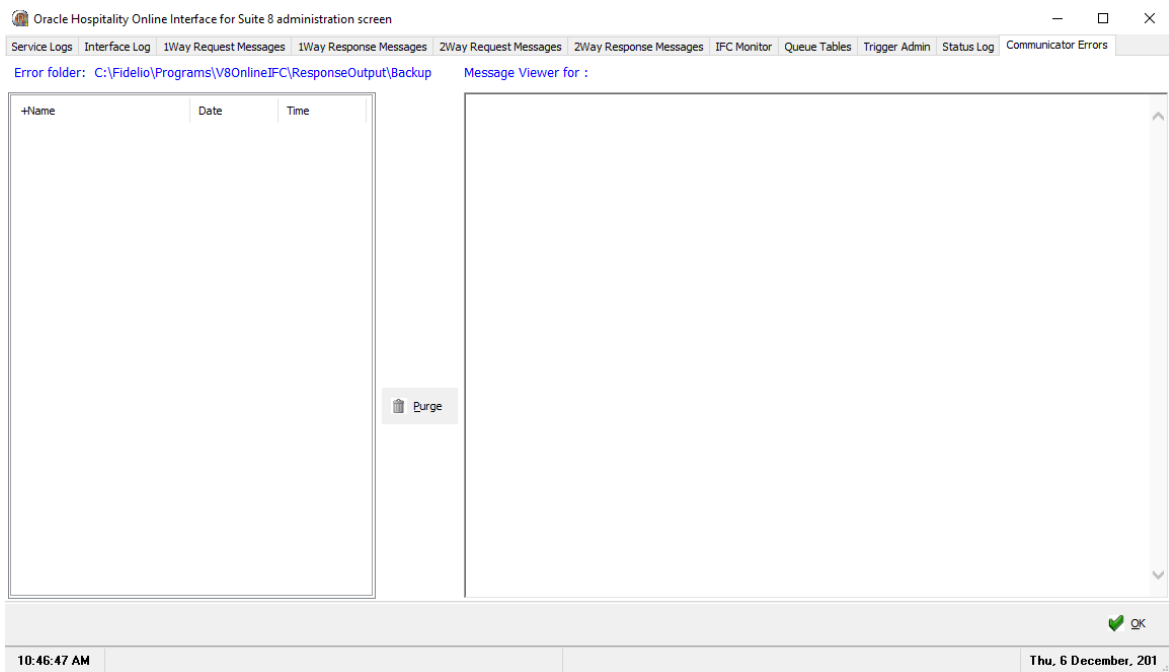 Oracle Hospitality Online Interface for Suite 8 administration screen
Service Logs Interface Log 1Way Request Messages 1Way Response Messages 2Way Request Messages 2Way Response Messages IFC Monitor Queue Tables Trigger Admin Status Log Communicator Errors
Error folder: C:\Fidelio\Programs\V8OnlineIFC\ResponseOutput\Backup Message Viewer for :
+Name Date Time
Purge
OK
10:46:47 AM Thu, 6 December, 201